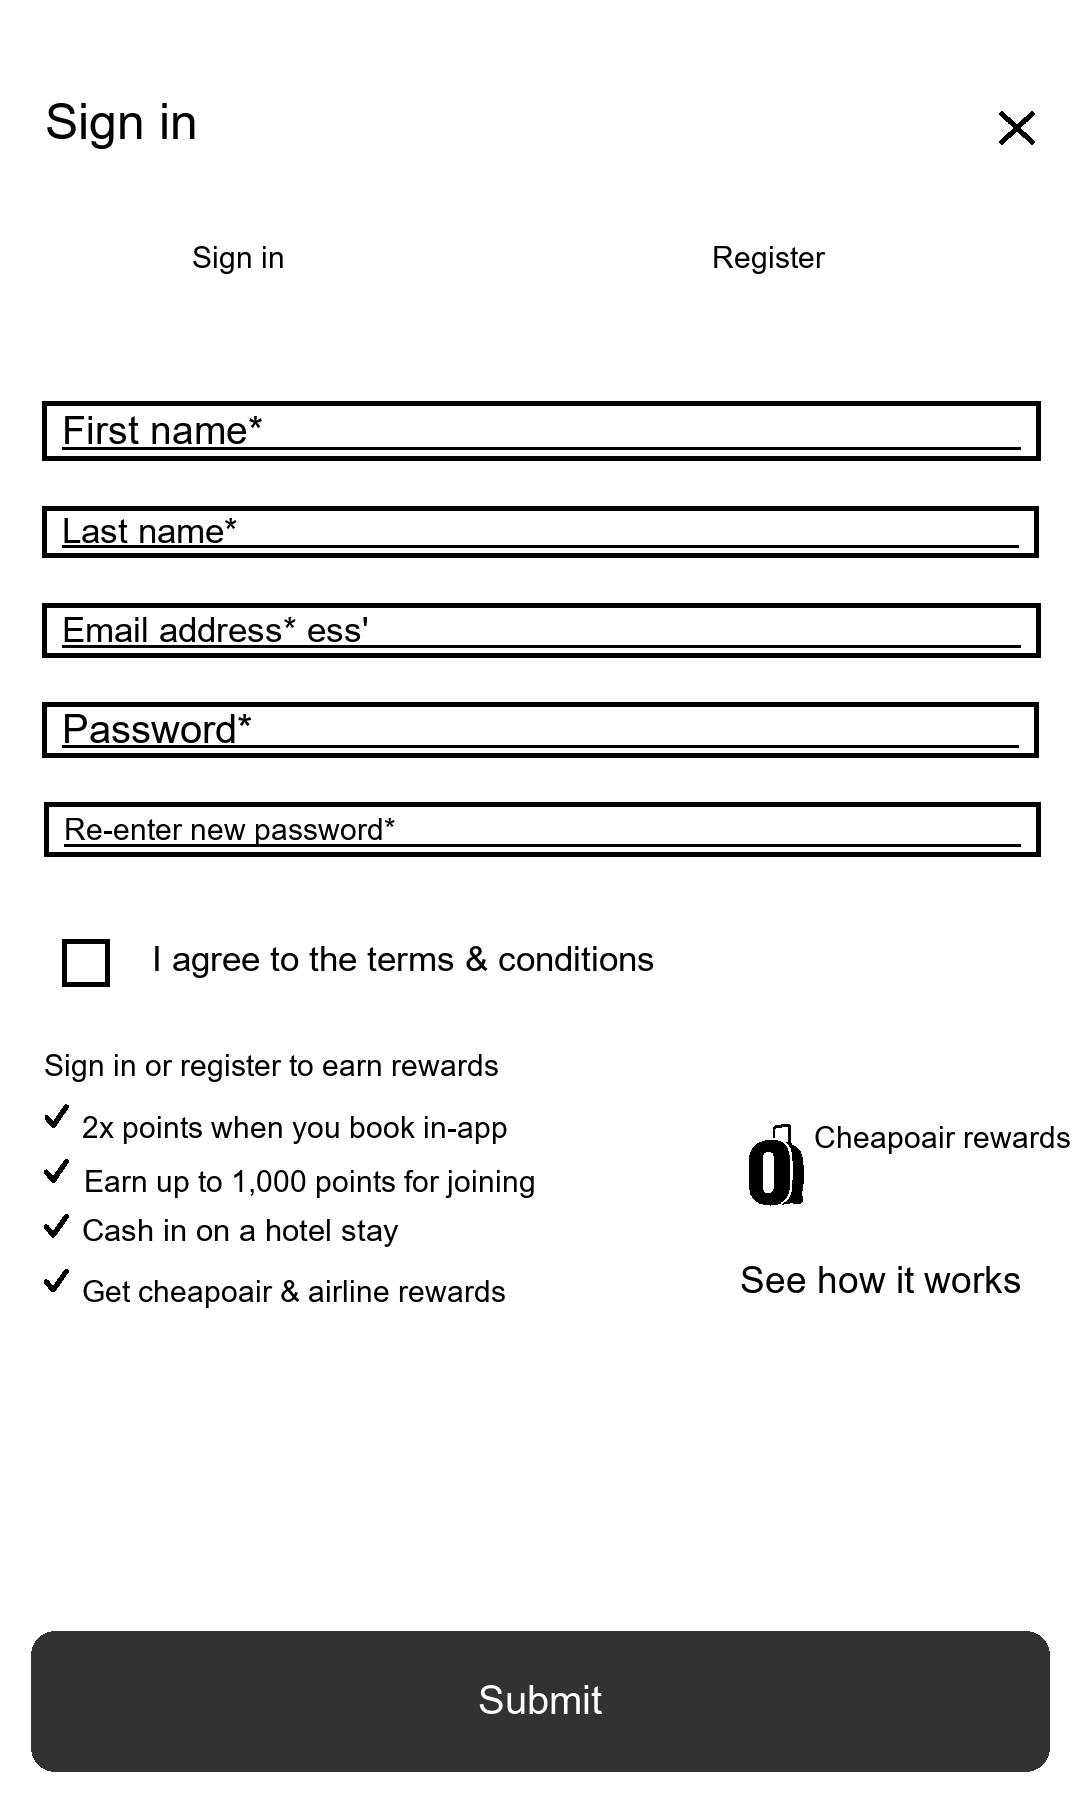 Sign in
Sign in
Register
First name*
Last name*
Email address* ess'
Password*
Re-enter new password*
I agree to the terms & conditions
Sign in or register to earn rewards
2x points when you book in-app
Earn up to 1,000 points for joining
Cash in on a hotel stay
Get cheapoair & airline rewards
Cheapoair rewards
See how it works
Submit